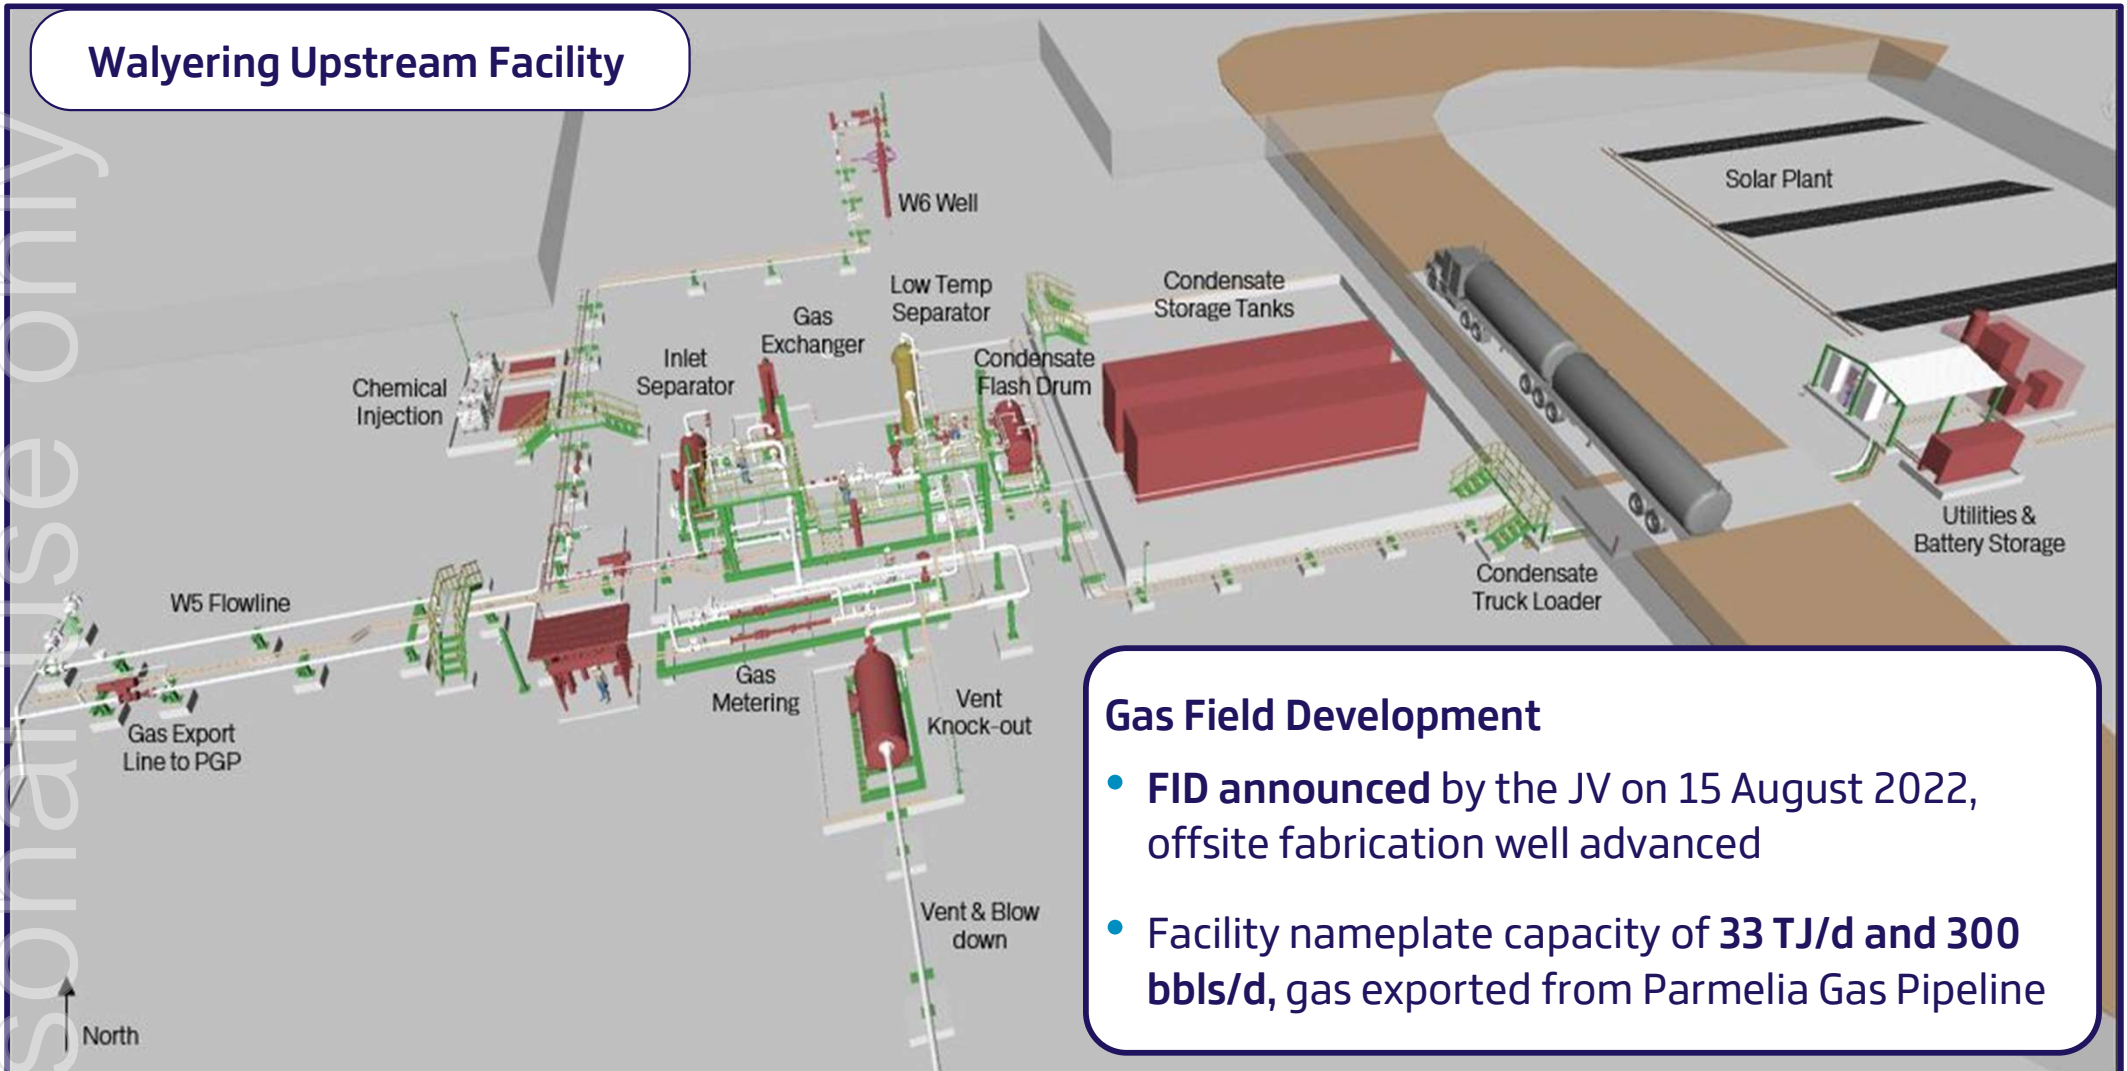 Walyering Upstream Facility
W6 Well
Solar Plant
Low Temp
Separator
Condensate
Storage Tanks
Gas
Exchanger
Inlet
Separator
Condensate
Flash Drum
Chemical
Injection
Utilities &
Battery Storage
Condensate
Truck Loader
W5 Flowline
Gas
Metering
Vent
Knock-out
Gas Export
Line to PGP
Vent & Blow
down
North
Gas Field Development
• FID announced by the JV on 15 August 2022,
offsite fabrication well advanced
• Facility nameplate capacity of 33 TJ/d and 300
bbls/d, gas exported from Parmelia Gas Pipeline
sonal use only